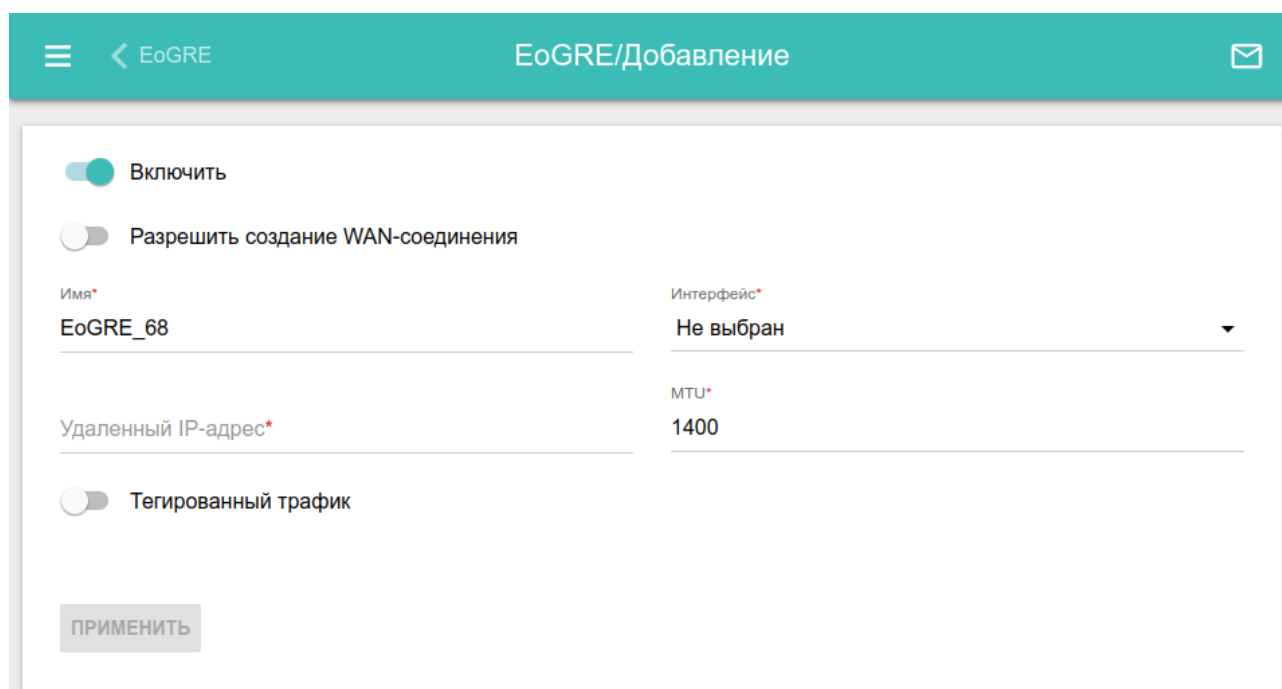 EoGRE
EoGRE/Добавление
Включить
Разрешить создание WAN-соединения
Имя*
EoGRE_68
Интерфейс*
Не выбран
Удаленный IP-адрес*
MTU*
1400
Тегированный трафик
ПРИМЕНИТЬ